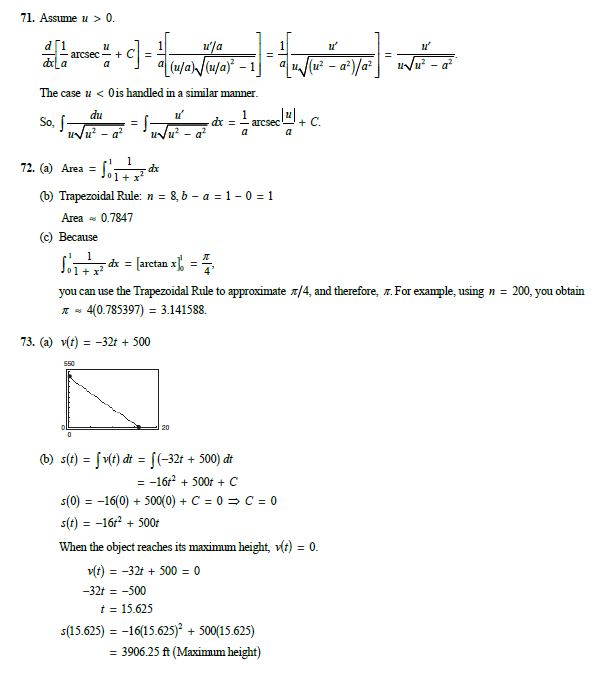 71. Assume u > 0.
d/dx[1/a arcsec u/a + C] = 1/a[u′/a / ((u/a)√((u/a)² − 1))] = 1/a[u′ / (u√((u² − a²)/a²))] = u′ / (u√(u² − a²)).
The case u < 0 is handled in a similar manner.
So, ∫ du / (u√(u² − a²)) = ∫ u′ / (u√(u² − a²)) dx = 1/a arcsec |u|/a + C.
72. (a) Area = ∫₀¹ 1/(1 + x²) dx
(b) Trapezoidal Rule: n = 8, b − a = 1 − 0 = 1
Area ≈ 0.7847
(c) Because
∫₀¹ 1/(1 + x²) dx = [arctan x]₀¹ = π/4,
you can use the Trapezoidal Rule to approximate π/4, and therefore, π. For example, using n = 200, you obtain
π ≈ 4(0.785397) = 3.141588.
73. (a) v(t) = −32t + 500
550
0 20
0
(b) s(t) = ∫ v(t) dt = ∫(−32t + 500) dt
= −16t² + 500t + C
s(0) = −16(0) + 500(0) + C = 0 ⇒ C = 0
s(t) = −16t² + 500t
When the object reaches its maximum height, v(t) = 0.
v(t) = −32t + 500 = 0
−32t = −500
t = 15.625
s(15.625) = −16(15.625)² + 500(15.625)
= 3906.25 ft (Maximum height)